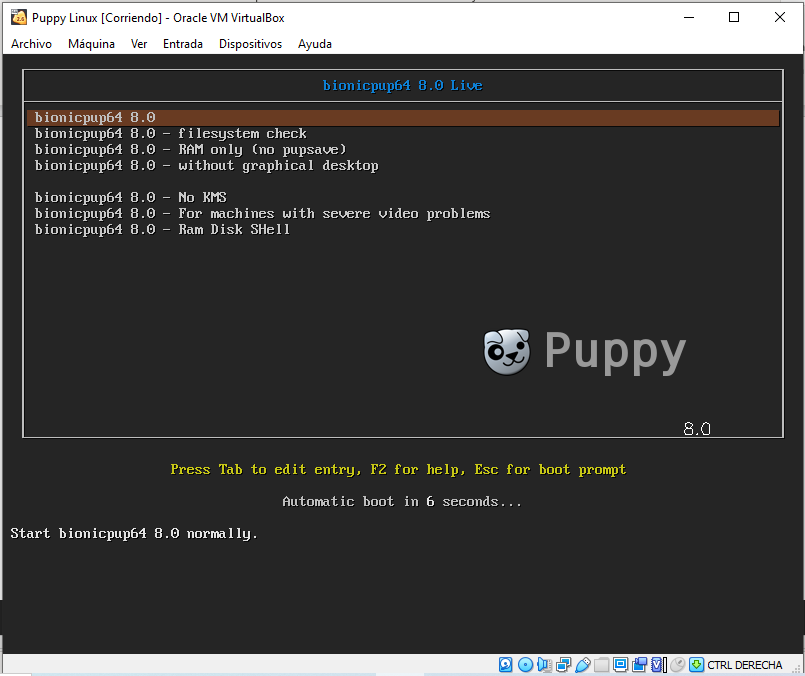 Puppy Linux [Corriendo] - Oracle VM VirtualBox
Archivo Máquina Ver Entrada Dispositivos Ayuda
bionicpup64 8.0 Live
bionicpup64 8.0
bionicpup64 8.0 - filesystem check
bionicpup64 8.0 - RAM only (no pupsave)
bionicpup64 8.0 - without graphical desktop
bionicpup64 8.0 - No KMS
bionicpup64 8.0 - For machines with severe video problems
bionicpup64 8.0 - Ram Disk SHell
Puppy
8.0
Press Tab to edit entry, F2 for help, Esc for boot prompt
Automatic boot in 6 seconds...
Start bionicpup64 8.0 normally.
CTRL DERECHA